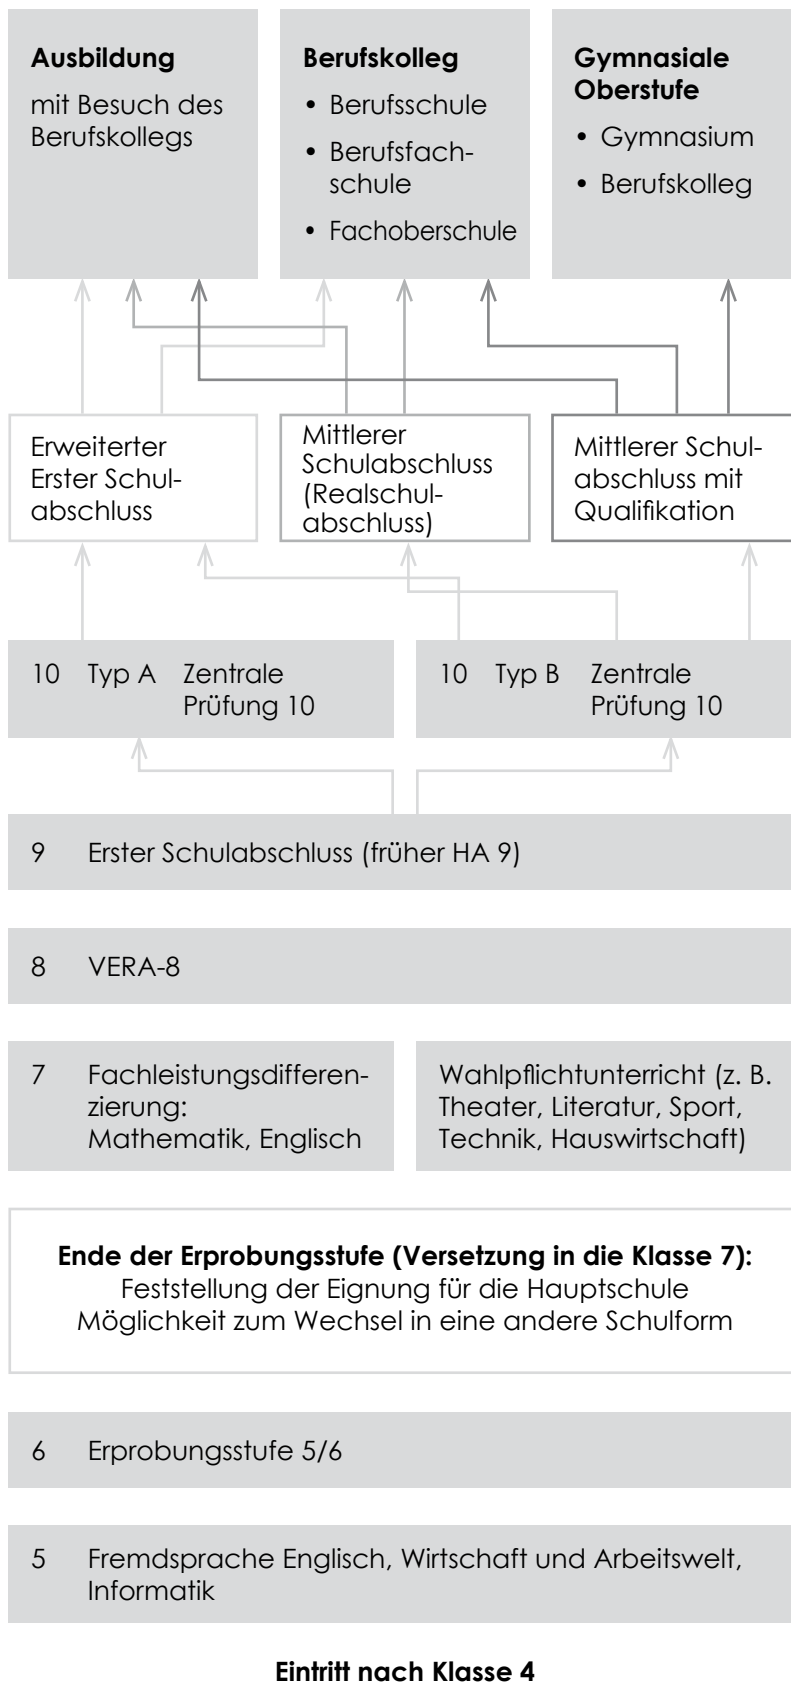 Ausbildung
mit Besuch des
Berufskollegs
Berufskolleg
• Berufsschule
• Berufsfach-
schule
• Fachoberschule
Gymnasiale
Oberstufe
• Gymnasium
• Berufskolleg
Erweiterter
Erster Schul-
abschluss
Mittlerer
Schulabschluss
(Realschul-
abschluss)
Mittlerer Schul-
abschluss mit
Qualifikation
10 Typ A Zentrale
Prüfung 10
10 Typ B Zentrale
Prüfung 10
9 Erster Schulabschluss (früher HA 9)
8 VERA-8
7 Fachleistungsdifferen-
zierung:
Mathematik, Englisch
Wahlpflichtunterricht (z. B.
Theater, Literatur, Sport,
Technik, Hauswirtschaft)
Ende der Erprobungsstufe (Versetzung in die Klasse 7):
Feststellung der Eignung für die Hauptschule
Möglichkeit zum Wechsel in eine andere Schulform
6 Erprobungsstufe 5/6
5 Fremdsprache Englisch, Wirtschaft und Arbeitswelt,
Informatik
Eintritt nach Klasse 4